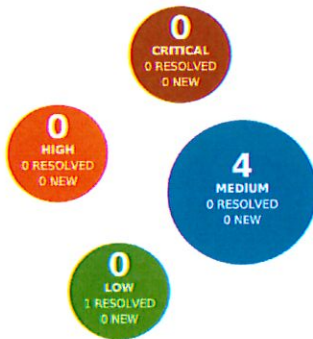 0
CRITICAL
0 RESOLVED
0 NEW
0
HIGH
0 RESOLVED
0 NEW
4
MEDIUM
0 RESOLVED
0 NEW
0
LOW
1 RESOLVED
0 NEW